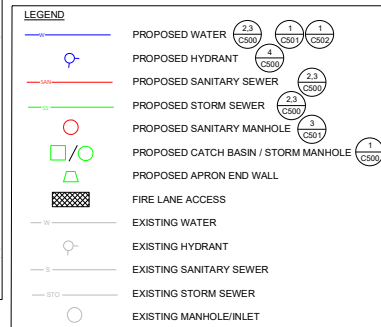 LEGEND
W PROPOSED WATER 2,3 C500 1 C501 1 C502
PROPOSED HYDRANT 4 C500
SAN PROPOSED SANITARY SEWER 2,3 C500
SS PROPOSED STORM SEWER 2,3 C500
PROPOSED SANITARY MANHOLE 3 C501
/ PROPOSED CATCH BASIN / STORM MANHOLE 1 C500
PROPOSED APRON END WALL
FIRE LANE ACCESS
W EXISTING WATER
EXISTING HYDRANT
S EXISTING SANITARY SEWER
STO EXISTING STORM SEWER
EXISTING MANHOLE/INLET